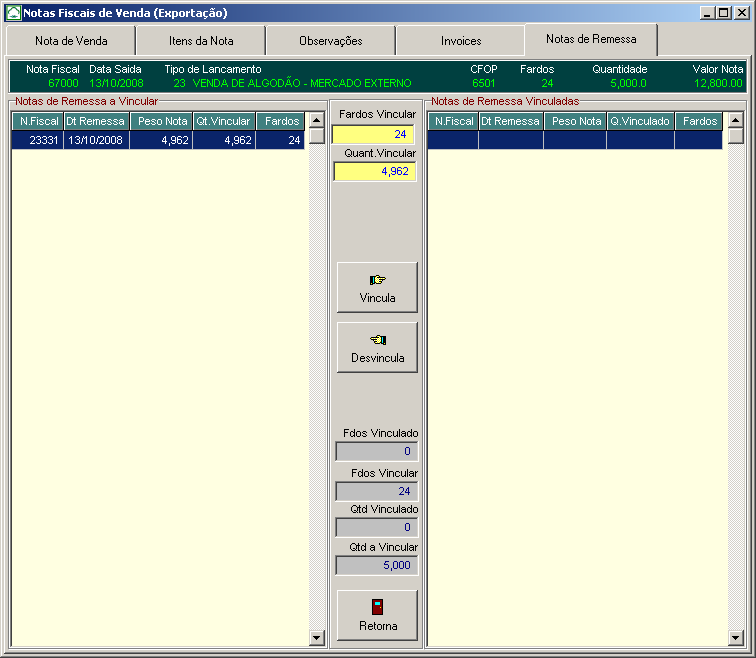 Notas Fiscais de Venda (Exportação)
Nota de Venda Itens da Nota Observações Invoices Notas de Remessa
Nota Fiscal Data Saida Tipo de Lancamento CFOP Fardos Quantidade Valor Nota
67000 13/10/2008 23 VENDA DE ALGODÃO - MERCADO EXTERNO 6501 24 5,000.0 12,800.00
Notas de Remessa a Vincular
N.Fiscal Dt Remessa Peso Nota Qt.Vincular Fardos
23331 13/10/2008 4,962 4,962 24
Fardos Vincular
24
Quant.Vincular
4,962
Vincula
Desvincula
Fdos Vinculado
0
Fdos Vincular
24
Qtd Vinculado
0
Qtd a Vincular
5,000
Retorna
Notas de Remessa Vinculadas
N.Fiscal Dt Remessa Peso Nota Q.Vinculado Fardos